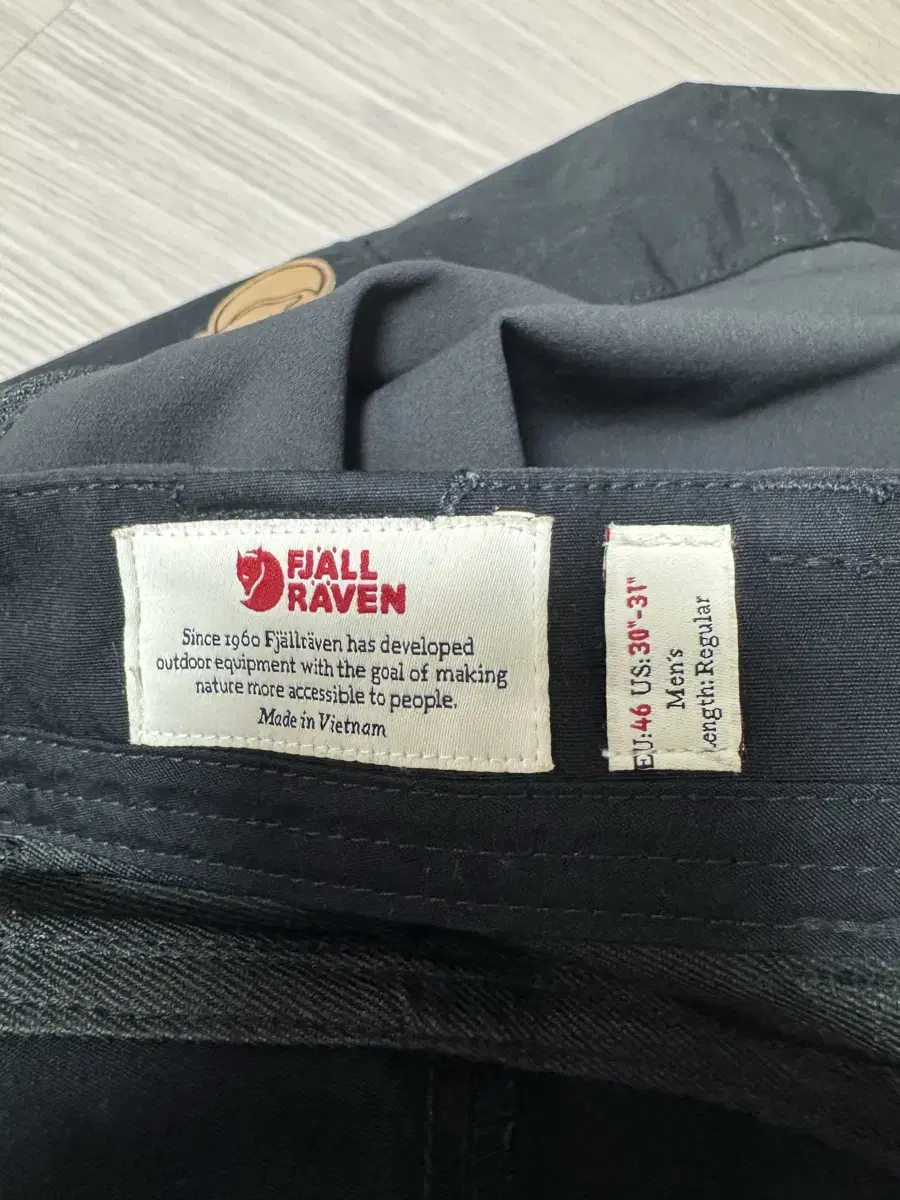 FJÄLL
RÄVEN
Since 1960 Fjällräven has developed
outdoor equipment with the goal of making
nature more accessible to people.
Made in Vietnam
EU:46 US:30"-31"
Men's
Length: Regular